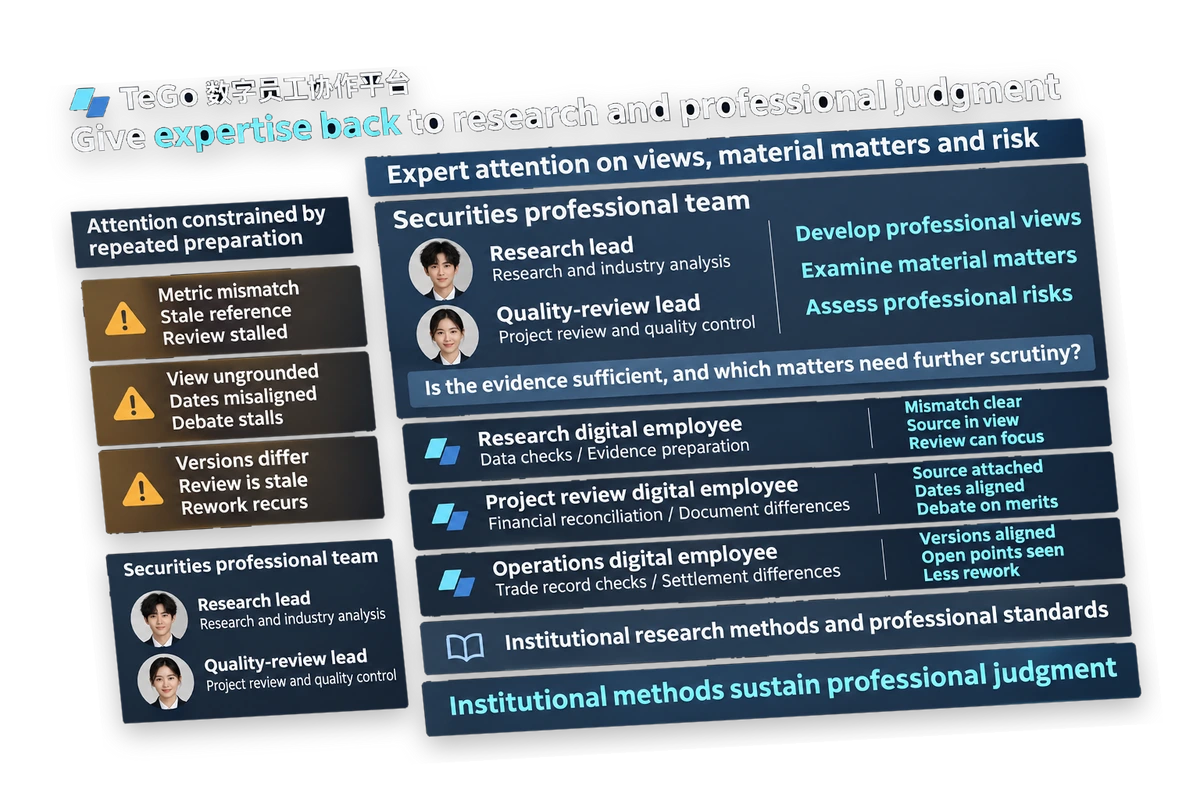 TeGo 数字员工协作平台
Give expertise back to research and professional judgment
Attention constrained by
repeated preparation
Metric mismatch
Stale reference
Review stalled
View ungrounded
Dates misaligned
Debate stalls
Versions differ
Review is stale
Rework recurs
Securities professional team
Research lead
Research and industry analysis
Quality-review lead
Project review and quality control
Expert attention on views, material matters and risk
Securities professional team
Research lead
Research and industry analysis
Quality-review lead
Project review and quality control
Develop professional views
Examine material matters
Assess professional risks
Is the evidence sufficient, and which matters need further scrutiny?
Research digital employee
Data checks / Evidence preparation
Mismatch clear
Source in view
Review can focus
Project review digital employee
Financial reconciliation / Document differences
Source attached
Dates aligned
Debate on merits
Operations digital employee
Trade record checks / Settlement differences
Versions aligned
Open points seen
Less rework
Institutional research methods and professional standards
Institutional methods sustain professional judgment